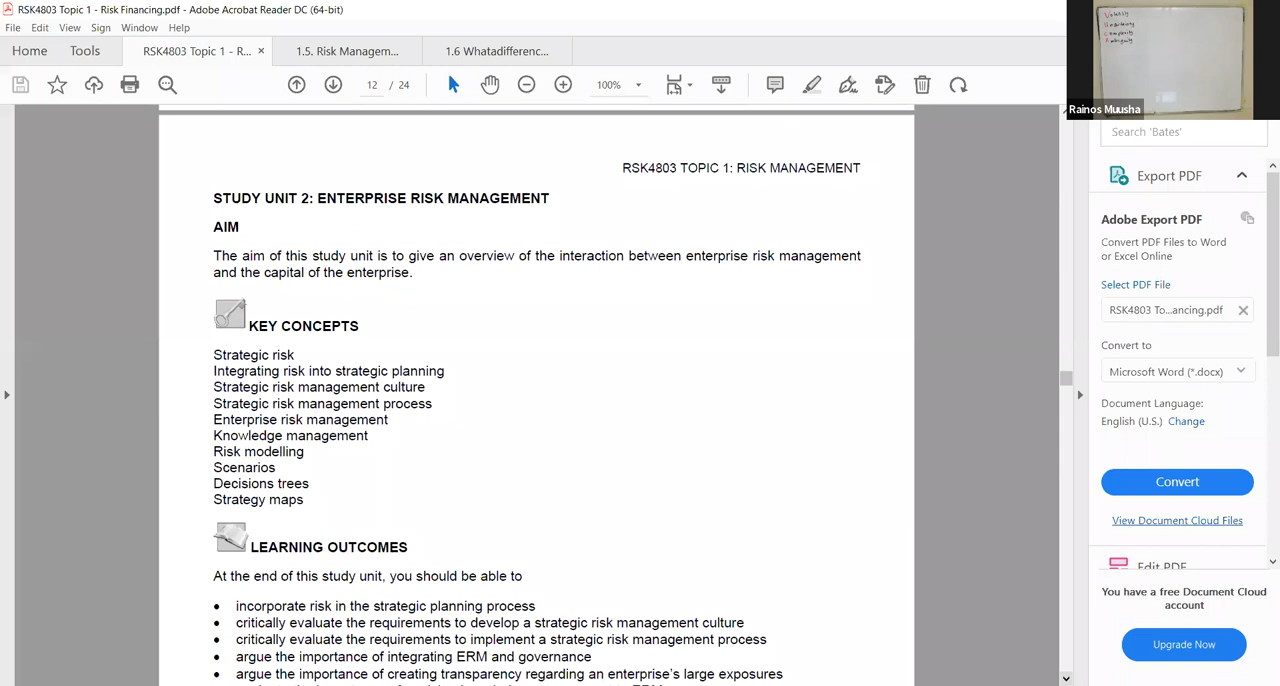 RSK4803 Topic 1 - Risk Financing.pdf - Adobe Acrobat Reader DC (64-bit)
File Edit View Sign Window Help
Home Tools RSK4803 Topic 1 - R... × 1.5. Risk Managem... 1.6 Whatadifferenc...
12 / 24 100%
Volatility
Complexity
Ambiguity
Rainos Muusha
Search 'Bates'
Export PDF
Adobe Export PDF
Convert PDF Files to Word
or Excel Online
Select PDF File
RSK4803 To...ancing.pdf
Convert to
Microsoft Word (*.docx)
Document Language:
English (U.S.) Change
Convert
View Document Cloud Files
Edit PDF
You have a free Document Cloud
account
Upgrade Now
RSK4803 TOPIC 1: RISK MANAGEMENT
STUDY UNIT 2: ENTERPRISE RISK MANAGEMENT
AIM
The aim of this study unit is to give an overview of the interaction between enterprise risk management
and the capital of the enterprise.
KEY CONCEPTS
Strategic risk
Integrating risk into strategic planning
Strategic risk management culture
Strategic risk management process
Enterprise risk management
Knowledge management
Risk modelling
Scenarios
Decisions trees
Strategy maps
LEARNING OUTCOMES
At the end of this study unit, you should be able to
• incorporate risk in the strategic planning process
• critically evaluate the requirements to develop a strategic risk management culture
• critically evaluate the requirements to implement a strategic risk management process
• argue the importance of integrating ERM and governance
• argue the importance of creating transparency regarding an enterprise's large exposures